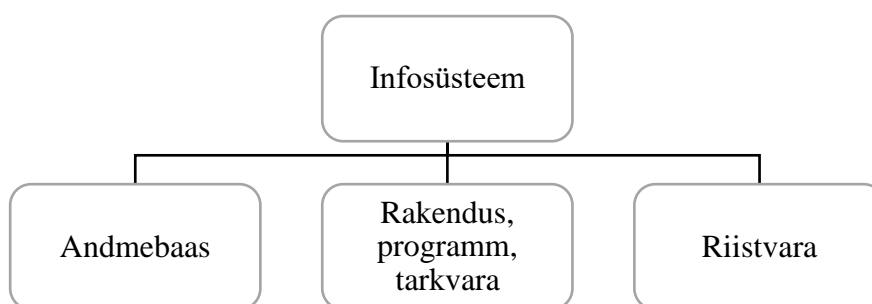 Infosüsteem
Andmebaas
Rakendus,
programm,
tarkvara
Riistvara